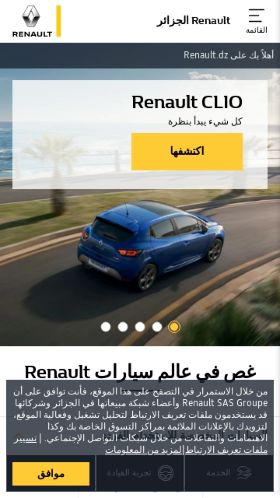 RENAULT
Renault الجزائر
القائمة
أهلاً بك على Renault.dz
Renault CLIO
كل شيء يبدأ بنظرة
اكتشفها
غص في عالم سيارات Renault
من خلال الاستمرار في التصفح على هذا الموقع، فأنت توافق على أن
Renault SAS Groupe وأعضاء شبكة مبيعاتها في الجزائر وشركائها
قد يستخدمون ملفات تعريف الارتباط لتحليل تشغيل وفعالية الموقع،
لتزويدك بالإعلانات الملائمة بمراكز التسوق الخاصة بك وكذا
الاهتمامات والتفاعلات من خلال شبكات التواصل الإجتماعي. | تسيير
ملفات تعريف الارتباط المزيد من المعلومات
موافق
تجربة القيادة
الخدمة